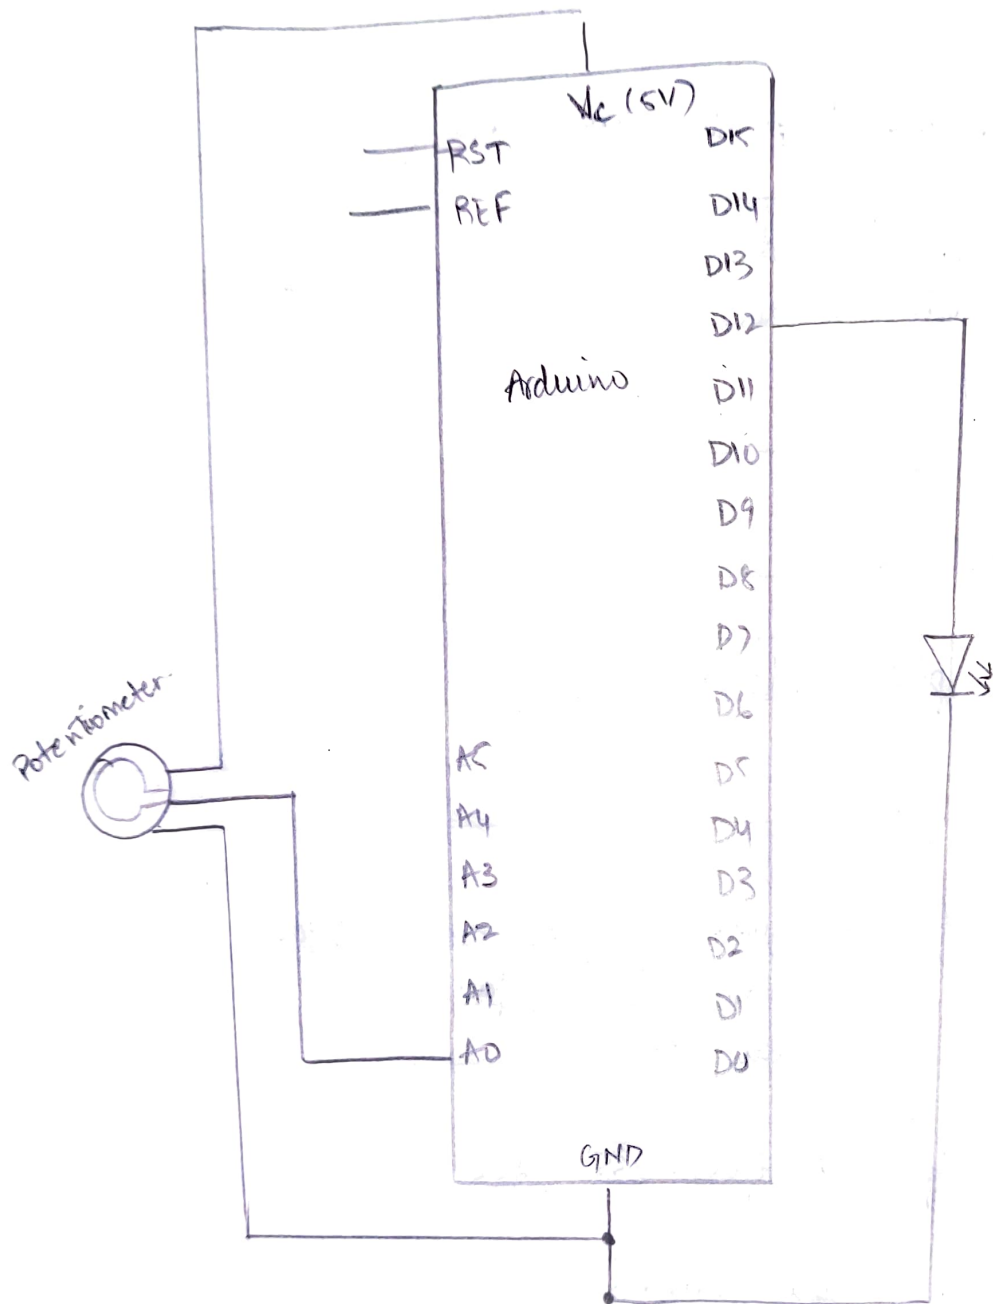 Vcc (5V)
RST
REF
Arduino
Potentiometer
A5
A4
A3
A2
A1
A0
D15
D14
D13
D12
D11
D10
D9
D8
D7
D6
D5
D4
D3
D2
D1
D0
GND